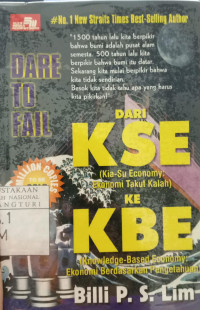 # No. 1 New Straits Times Best-Selling Author
DARE
TO
FAIL
"1500 tahun lalu kita berpikir
bahwa bumi adalah pusat alam
semesta. 500 tahun lalu kita
berpikir bahwa bumi itu datar.
Sekarang kita mulai berpikir bahwa
kita tidak sendirian.
Besok kita tidak tahu apa yang harus
kita pikirkan!"
DARI
KSE
(Kia-Su Economy:
Ekonomi Takut Kalah)
KE
KBE
(Knowledge-Based Economy:
Ekonomi Berdasarkan Pengetahuan)
Billi P. S. Lim